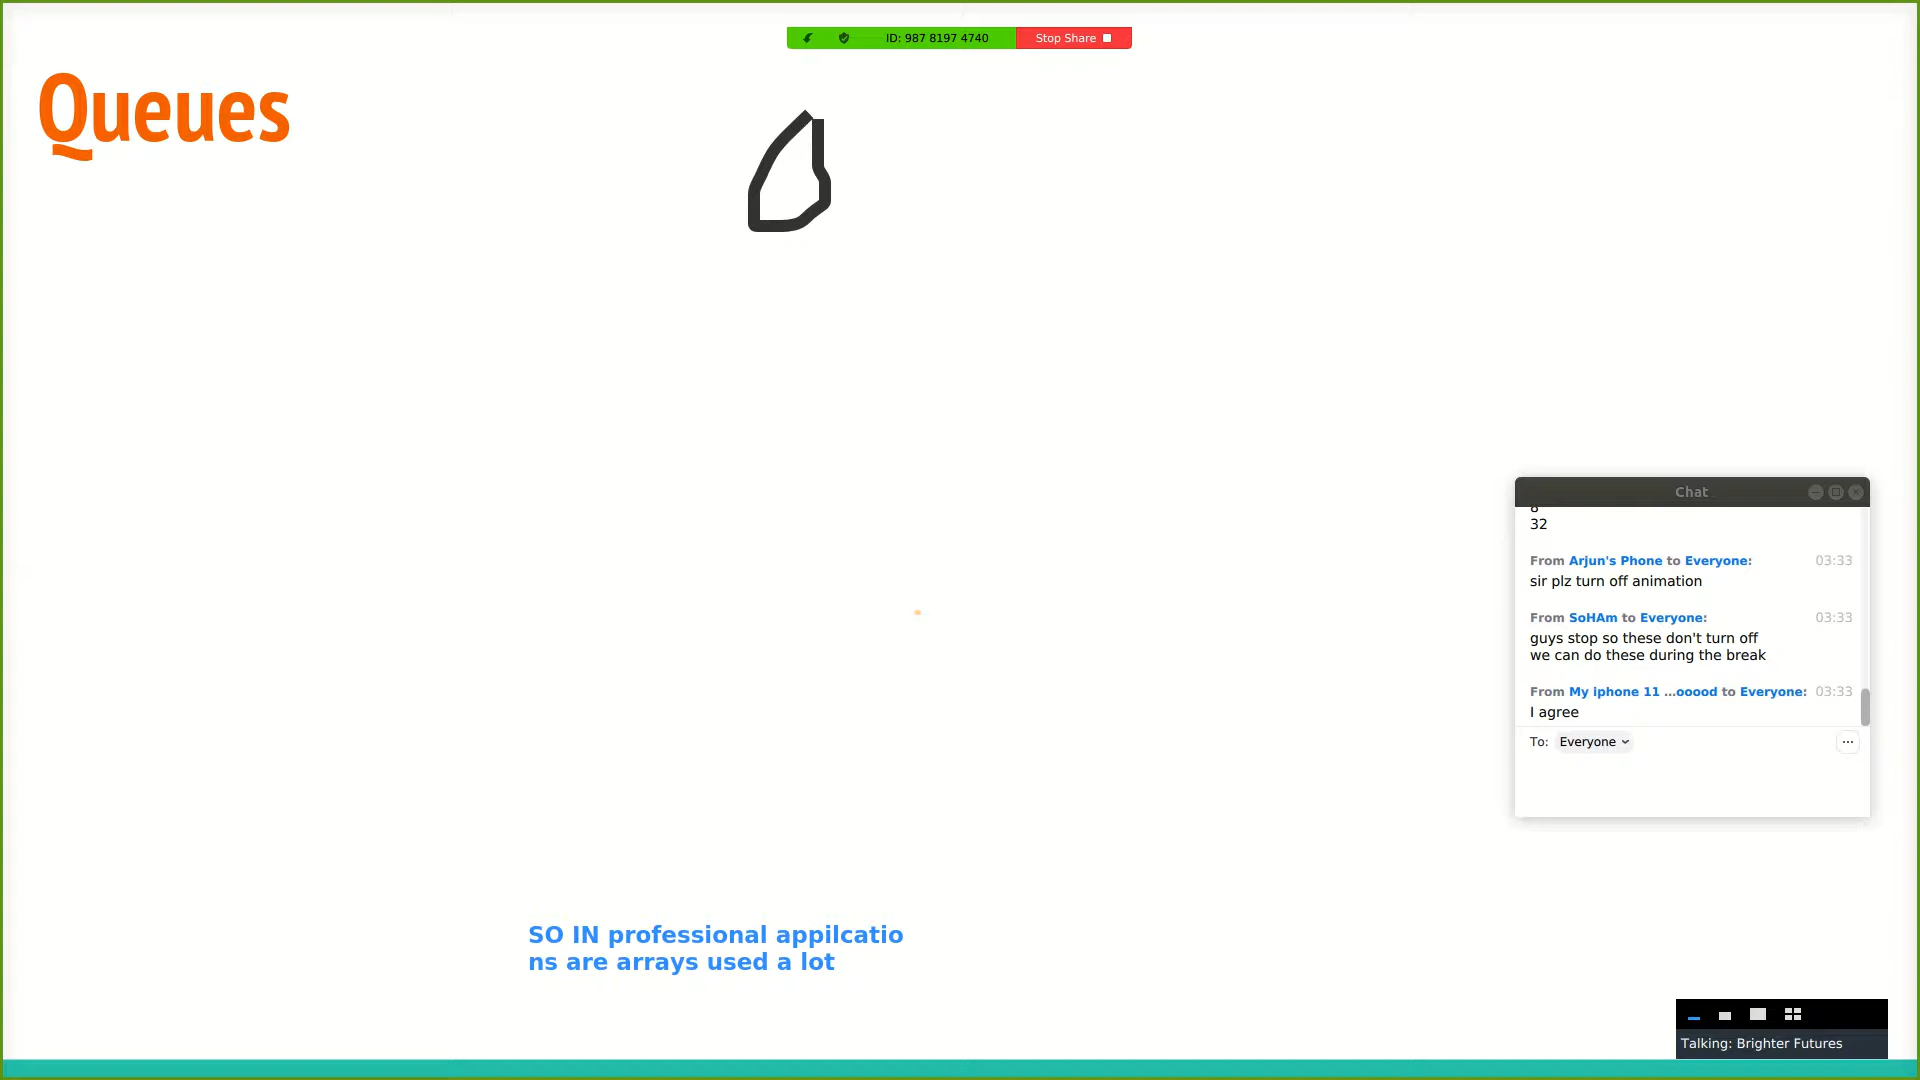 ID: 987 8197 4740
Stop Share
Queues
Chat
8
32
From Arjun's Phone to Everyone: 03:33
sir plz turn off animation
From SoHAm to Everyone: 03:33
guys stop so these don't turn off
we can do these during the break
From My iphone 11 ...ooood to Everyone: 03:33
I agree
To: Everyone
SO IN professional appilcatio
ns are arrays used a lot
Talking: Brighter Futures